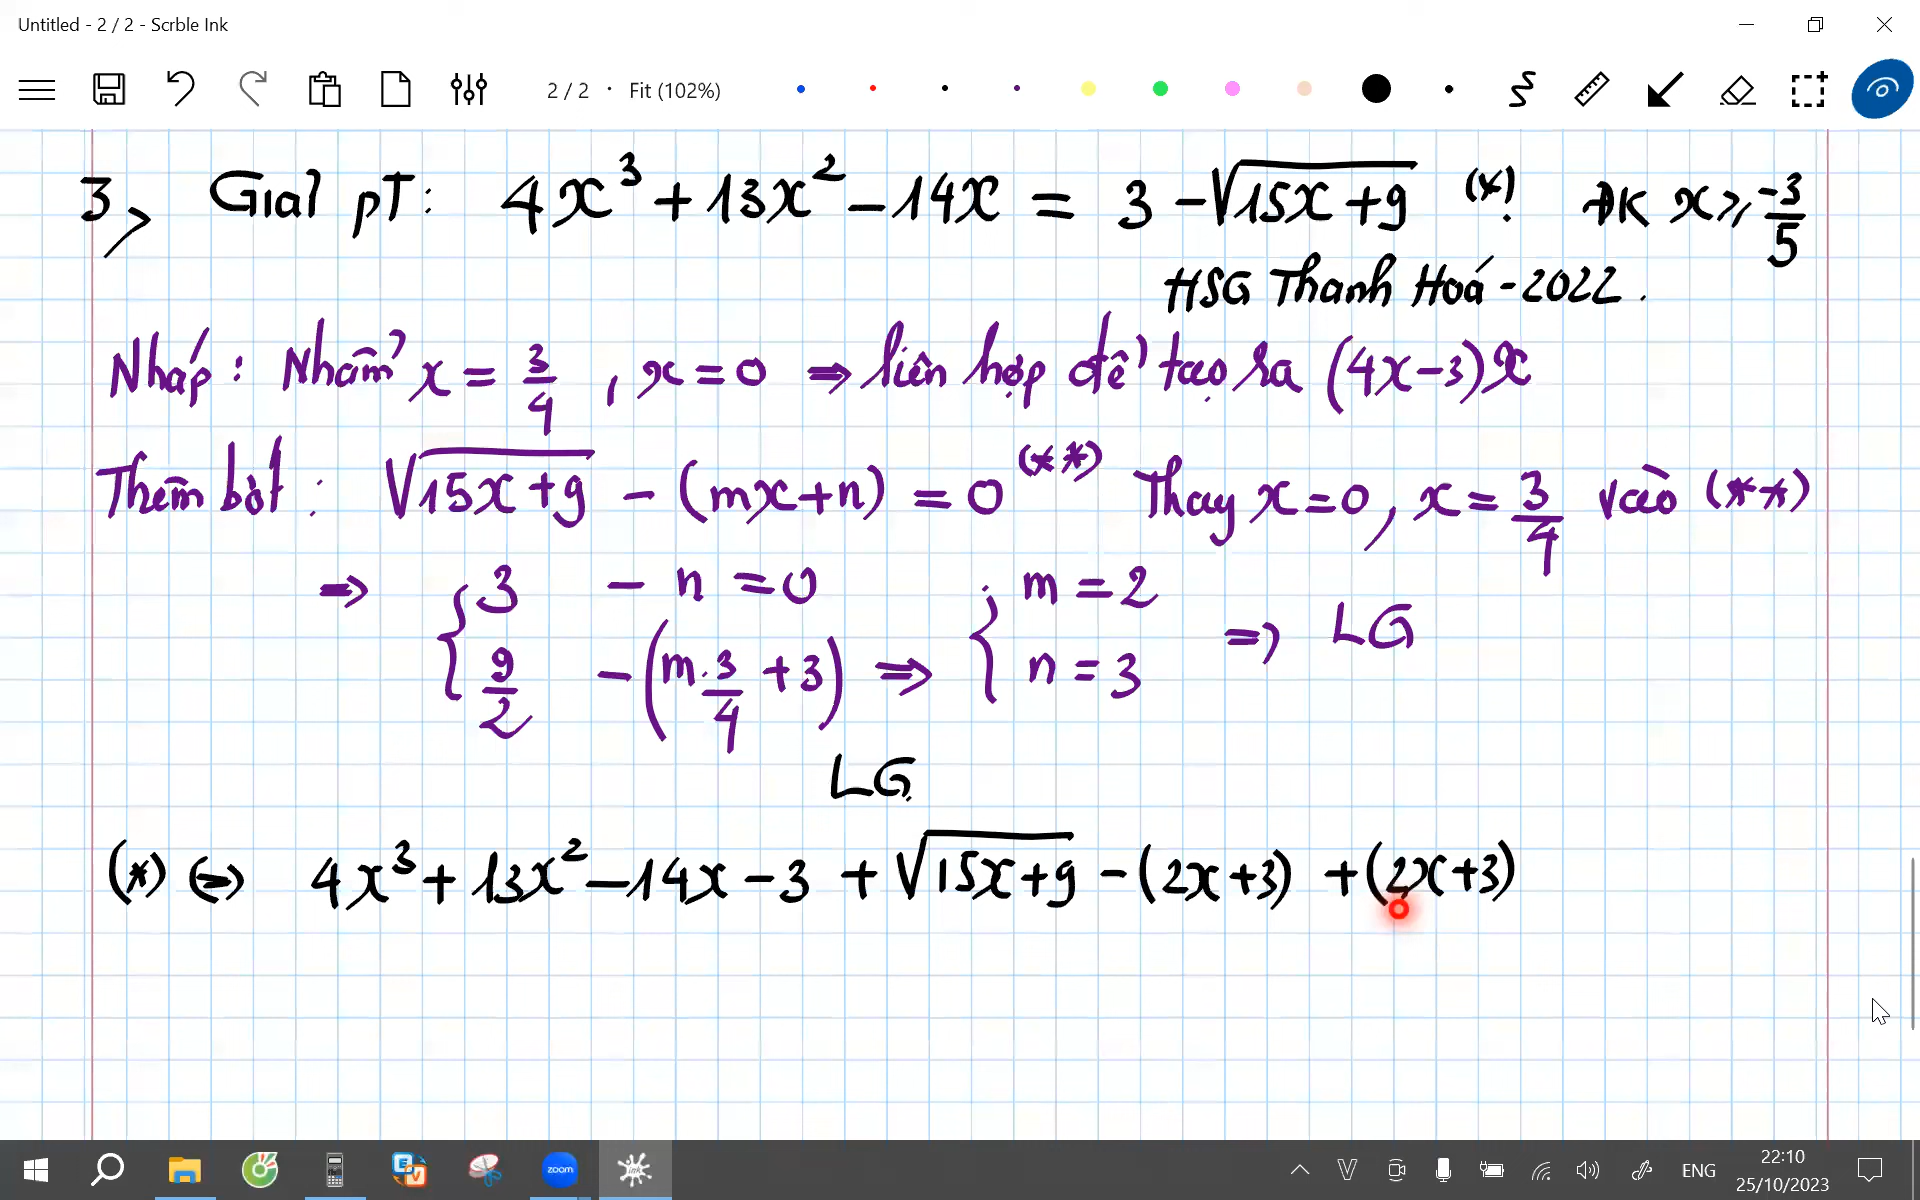 Untitled - 2 / 2 - Scrble Ink
2 / 2 · Fit (102%)
3, Giải pT: 4x³ + 13x² - 14x = 3 - √(15x + 9) (*) ĐK x ≥ -3/5
HSG Thanh Hoá - 2022.
Nháp: Nhẩm x = 3/4, x = 0 ⇒ liên hợp để tạo ra (4x - 3)x
Thêm bớt: √(15x + 9) - (mx + n) = 0 (**) Thay x = 0, x = 3/4 vào (**)
⇒ { 3 - n = 0 { m = 2
9/2 - (m.3/4 + 3) ⇒ n = 3 ⇒ LG
LG.
(*) ⇔ 4x³ + 13x² - 14x - 3 + √(15x + 9) - (2x + 3) + (2x + 3)
zoom
ink
ENG
22:10
25/10/2023